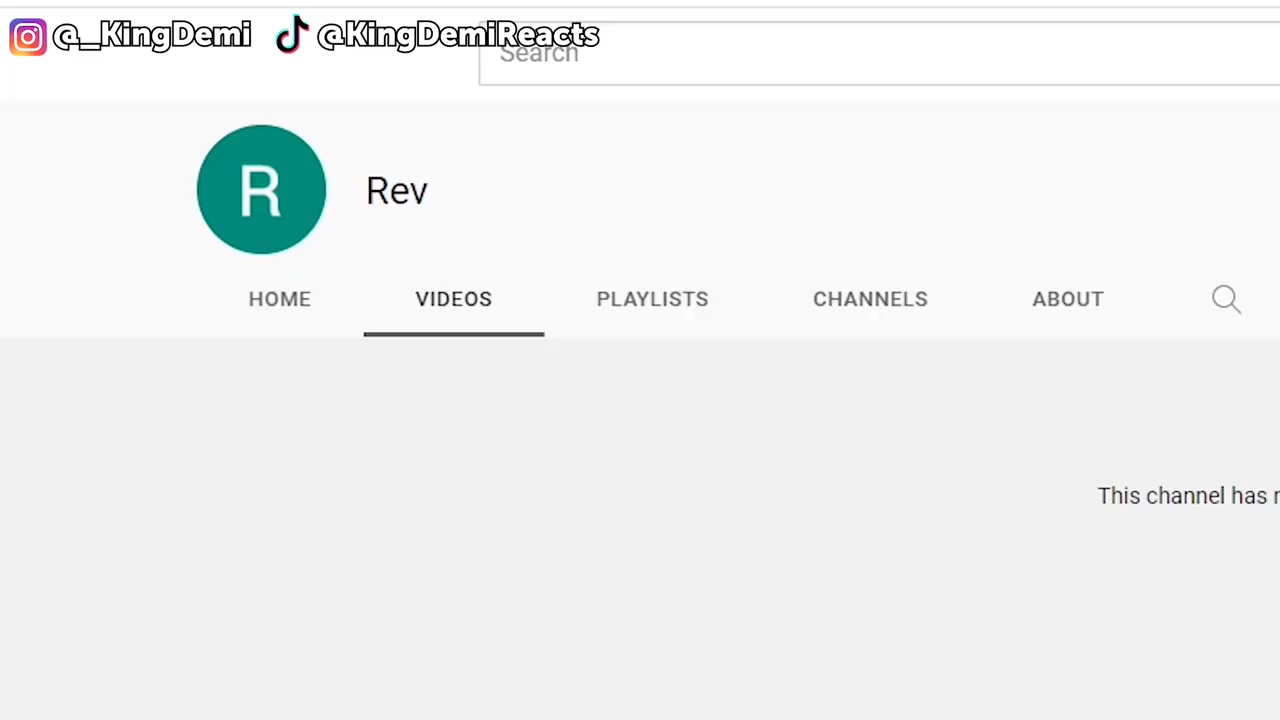 @_KingDemi @KingDemiReacts
Search
R
Rev
HOME VIDEOS PLAYLISTS CHANNELS ABOUT
This channel has